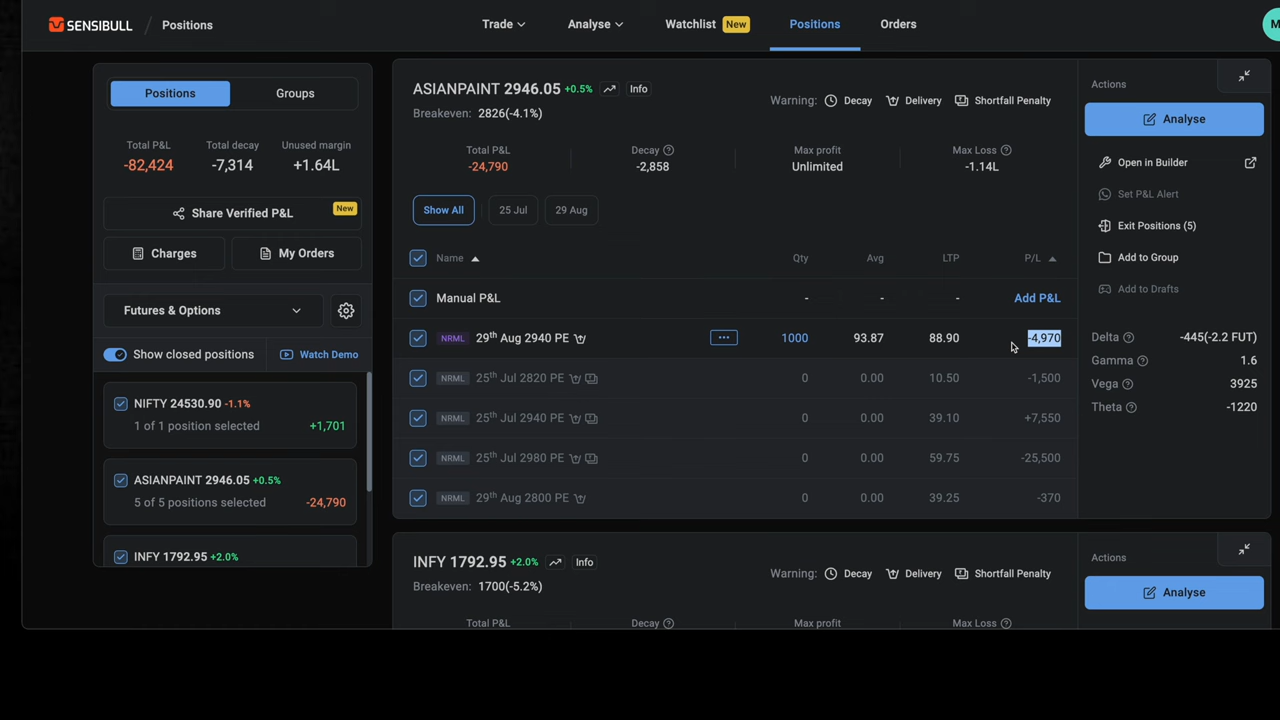 SENSIBULL / Positions
Trade Analyse Watchlist New Positions Orders M
Positions Groups
Total P&L Total decay Unused margin
-82,424 -7,314 +1.64L
Share Verified P&L New
Charges My Orders
Futures & Options
Show closed positions Watch Demo
NIFTY 24530.90 -1.1%
1 of 1 position selected +1,701
ASIANPAINT 2946.05 +0.5%
5 of 5 positions selected -24,790
INFY 1792.95 +2.0%
ASIANPAINT 2946.05 +0.5% Info
Breakeven: 2826(-4.1%)
Warning: Decay Delivery Shortfall Penalty
Total P&L Decay Max profit Max Loss
-24,790 -2,858 Unlimited -1.14L
Show All 25 Jul 29 Aug
Name Qty Avg LTP P/L
Manual P&L - - - Add P&L
NRML 29th Aug 2940 PE ... 1000 93.87 88.90 -4,970
NRML 25th Jul 2820 PE 0 0.00 10.50 -1,500
NRML 25th Jul 2940 PE 0 0.00 39.10 +7,550
NRML 25th Jul 2980 PE 0 0.00 59.75 -25,500
NRML 29th Aug 2800 PE 0 0.00 39.25 -370
Actions
Analyse
Open in Builder
Set P&L Alert
Exit Positions (5)
Add to Group
Add to Drafts
Delta -445(-2.2 FUT)
Gamma 1.6
Vega 3925
Theta -1220
INFY 1792.95 +2.0% Info
Breakeven: 1700(-5.2%)
Warning: Decay Delivery Shortfall Penalty
Total P&L Decay Max profit Max Loss
Actions
Analyse